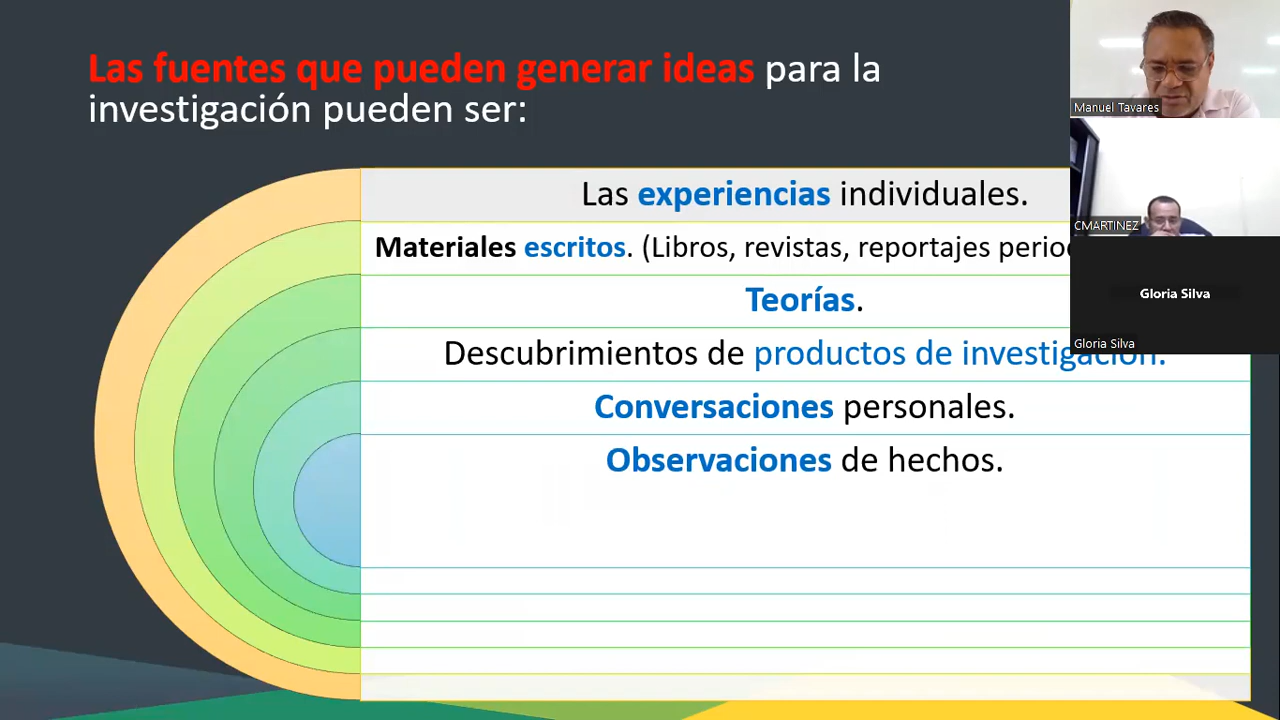 Las fuentes que pueden generar ideas para la
investigación pueden ser:
Las experiencias individuales.
Materiales escritos. (Libros, revistas, reportajes
Teorías.
Descubrimientos de productos de investigación.
Conversaciones personales.
Observaciones de hechos.
Manuel Tavares
CMARTINEZ
Gloria Silva
Gloria Silva